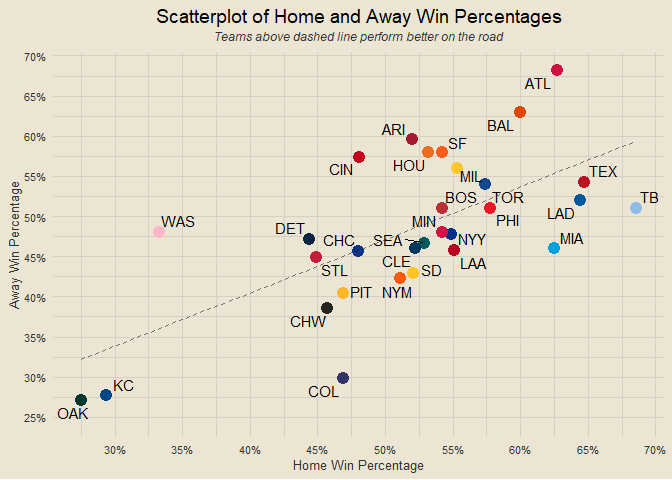 Scatterplot of Home and Away Win Percentages
Teams above dashed line perform better on the road
70%
65%
60%
55%
50%
45%
40%
35%
30%
25%
Away Win Percentage
ATL
BAL
ARI
SF
CIN
HOU
MIL
TEX
BOS
TOR
TB
WAS
MIN
PHI
LAD
DET
CHC
SEA
NYY
MIA
STL
CLE
SD
LAA
PIT
NYM
CHW
COL
KC
OAK
30%
35%
40%
45%
50%
55%
60%
65%
70%
Home Win Percentage